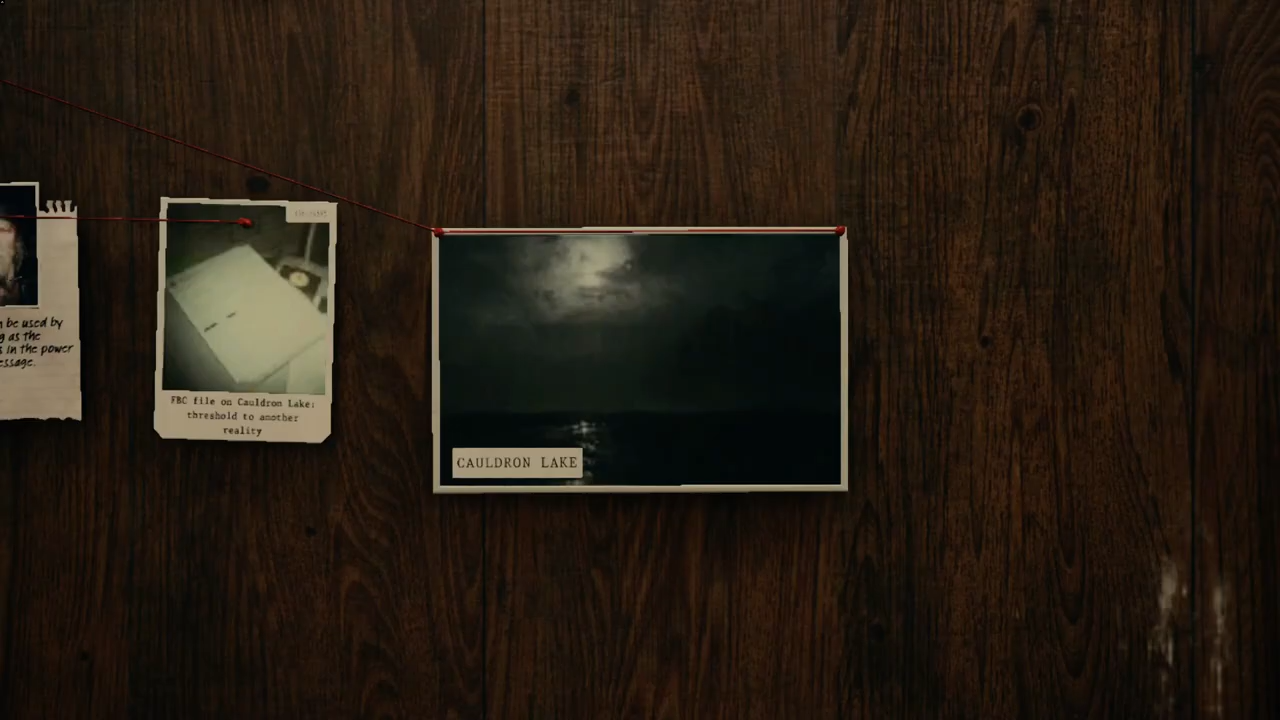 n be used by
g as the
s in the power
essage.
FBC file on Cauldron Lake:
threshold to another
reality
CAULDRON LAKE